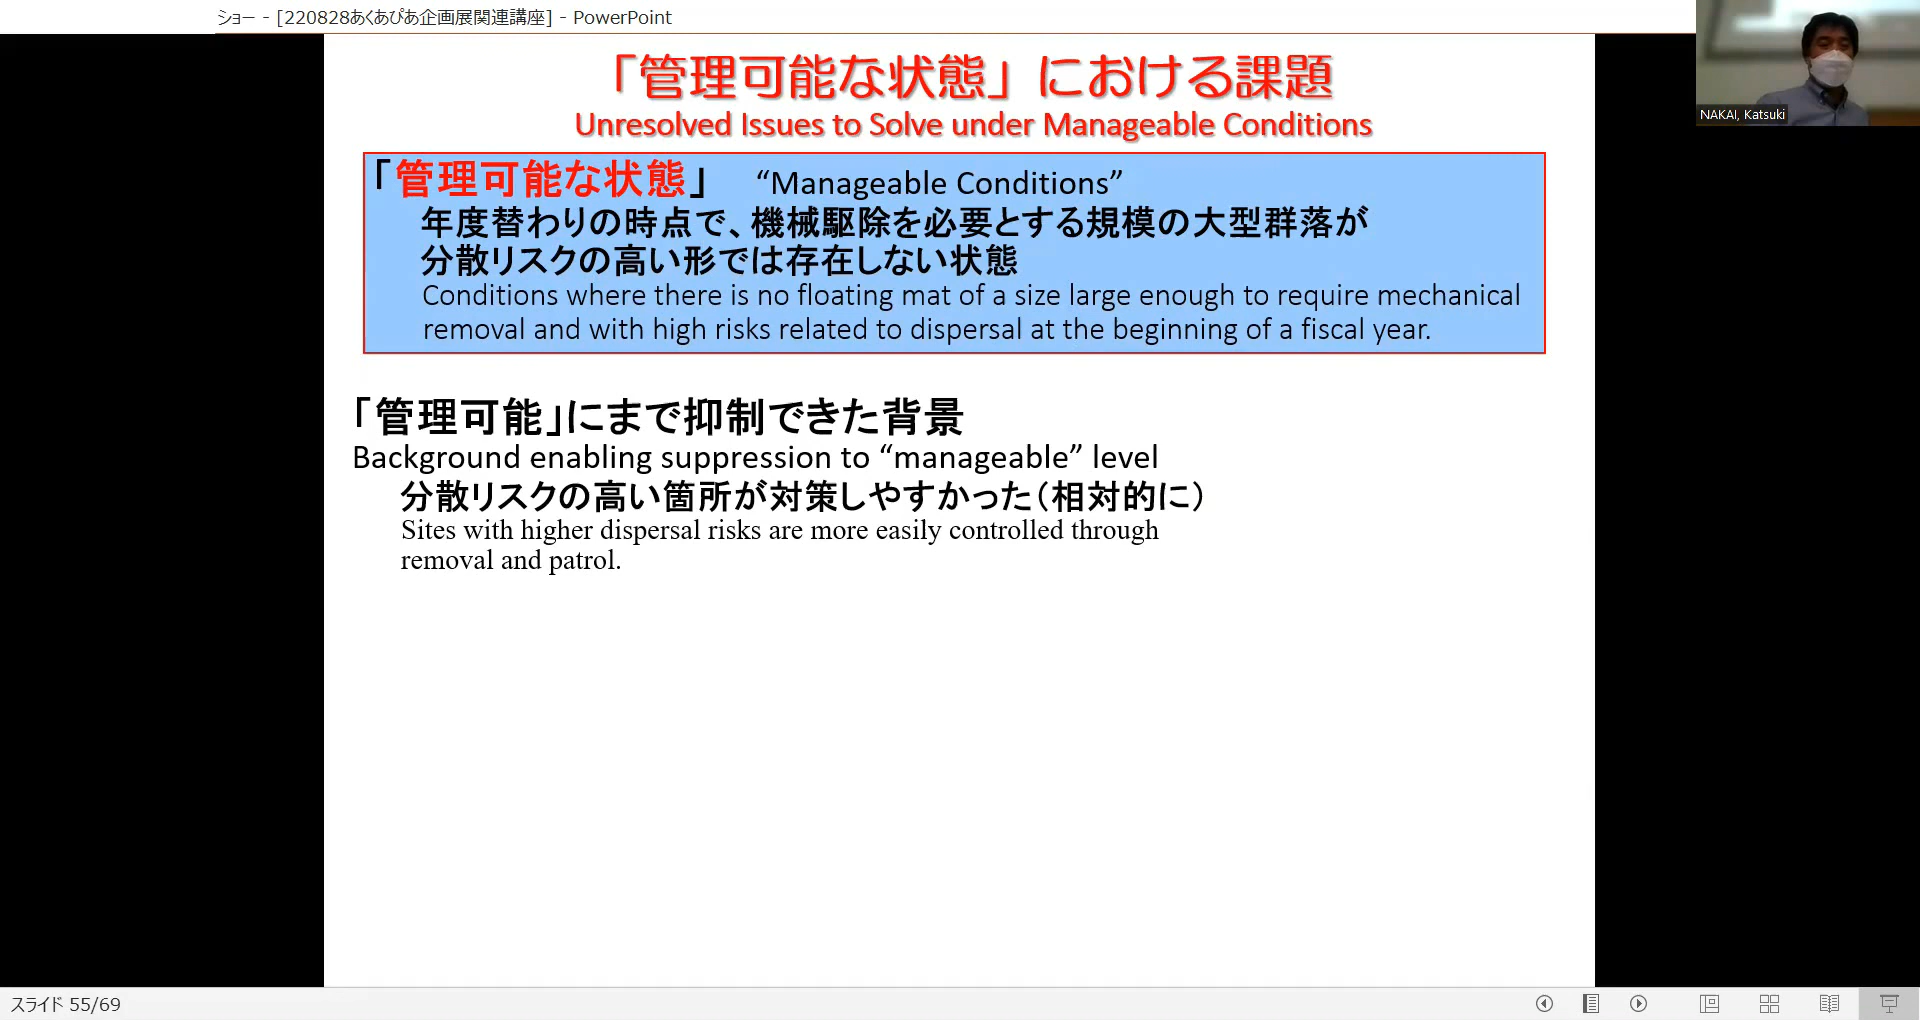 ショー - [220828あくあぴあ企画展関連講座] - PowerPoint
NAKAI, Katsuki
「管理可能な状態」における課題
Unresolved Issues to Solve under Manageable Conditions
「管理可能な状態」 “Manageable Conditions”
年度替わりの時点で、機械駆除を必要とする規模の大型群落が
分散リスクの高い形では存在しない状態
Conditions where there is no floating mat of a size large enough to require mechanical
removal and with high risks related to dispersal at the beginning of a fiscal year.
「管理可能」にまで抑制できた背景
Background enabling suppression to “manageable” level
分散リスクの高い箇所が対策しやすかった（相対的に）
Sites with higher dispersal risks are more easily controlled through
removal and patrol.
スライド 55/69